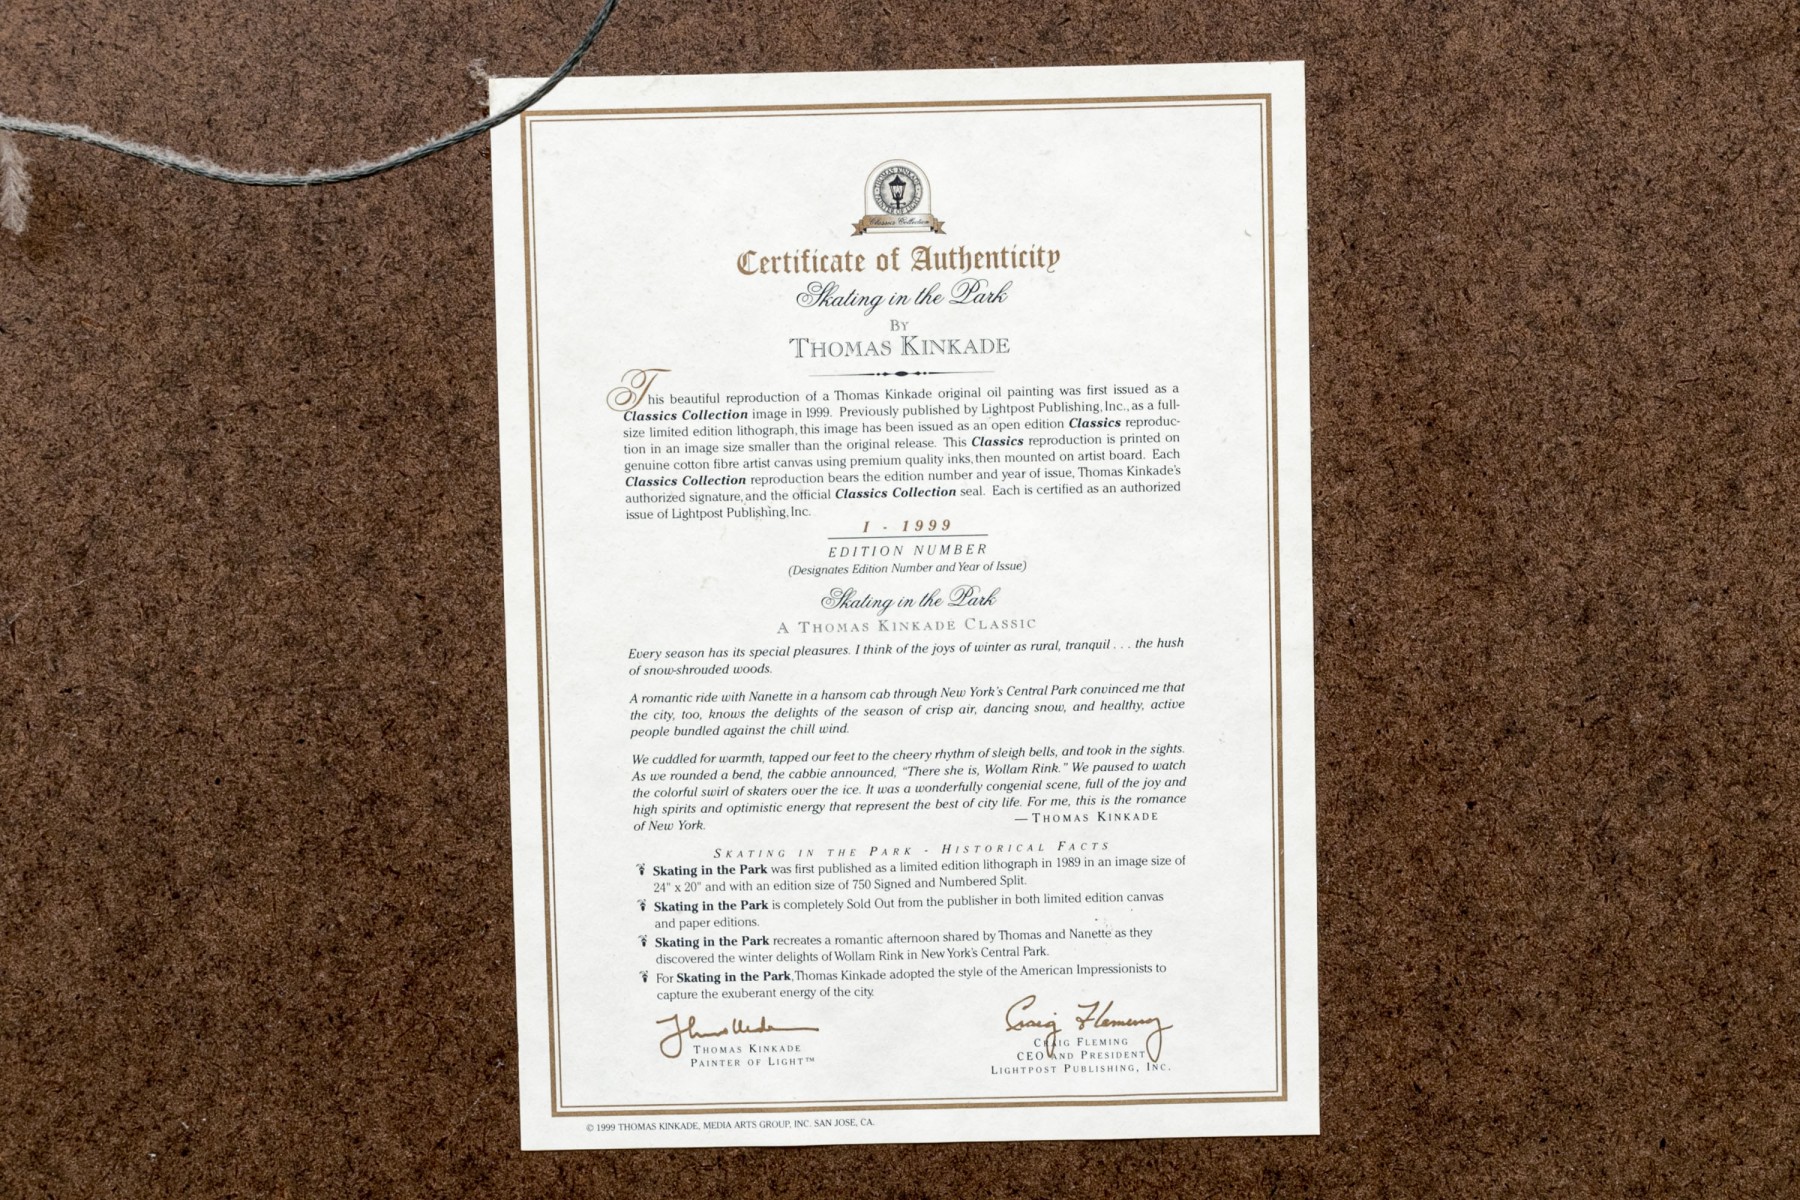 THOMAS KINKADE
PAINTER OF LIGHT
Classics Collection
Certificate of Authenticity
Skating in the Park
BY
THOMAS KINKADE
This beautiful reproduction of a Thomas Kinkade original oil painting was first issued as a
Classics Collection image in 1999. Previously published by Lightpost Publishing, Inc., as a full-
size limited edition lithograph, this image has been issued as an open edition Classics reproduc-
tion in an image size smaller than the original release. This Classics reproduction is printed on
genuine cotton fibre artist canvas using premium quality inks, then mounted on artist board. Each
Classics Collection reproduction bears the edition number and year of issue, Thomas Kinkade's
authorized signature, and the official Classics Collection seal. Each is certified as an authorized
issue of Lightpost Publishing, Inc.
I - 1999
EDITION NUMBER
(Designates Edition Number and Year of Issue)
Skating in the Park
A THOMAS KINKADE CLASSIC
Every season has its special pleasures. I think of the joys of winter as rural, tranquil . . . the hush
of snow-shrouded woods.
A romantic ride with Nanette in a hansom cab through New York's Central Park convinced me that
the city, too, knows the delights of the season of crisp air, dancing snow, and healthy, active
people bundled against the chill wind.
We cuddled for warmth, tapped our feet to the cheery rhythm of sleigh bells, and took in the sights.
As we rounded a bend, the cabbie announced, "There she is, Wollam Rink." We paused to watch
the colorful swirl of skaters over the ice. It was a wonderfully congenial scene, full of the joy and
high spirits and optimistic energy that represent the best of city life. For me, this is the romance
of New York.
— THOMAS KINKADE
SKATING IN THE PARK - HISTORICAL FACTS
Skating in the Park was first published as a limited edition lithograph in 1989 in an image size of
24" x 20" and with an edition size of 750 Signed and Numbered Split.
Skating in the Park is completely Sold Out from the publisher in both limited edition canvas
and paper editions.
Skating in the Park recreates a romantic afternoon shared by Thomas and Nanette as they
discovered the winter delights of Wollam Rink in New York's Central Park.
For Skating in the Park, Thomas Kinkade adopted the style of the American Impressionists to
capture the exuberant energy of the city.
THOMAS KINKADE
PAINTER OF LIGHT™
Craig Fleming
CRAIG FLEMING
CEO AND PRESIDENT
LIGHTPOST PUBLISHING, INC.
© 1999 THOMAS KINKADE, MEDIA ARTS GROUP, INC. SAN JOSE, CA.